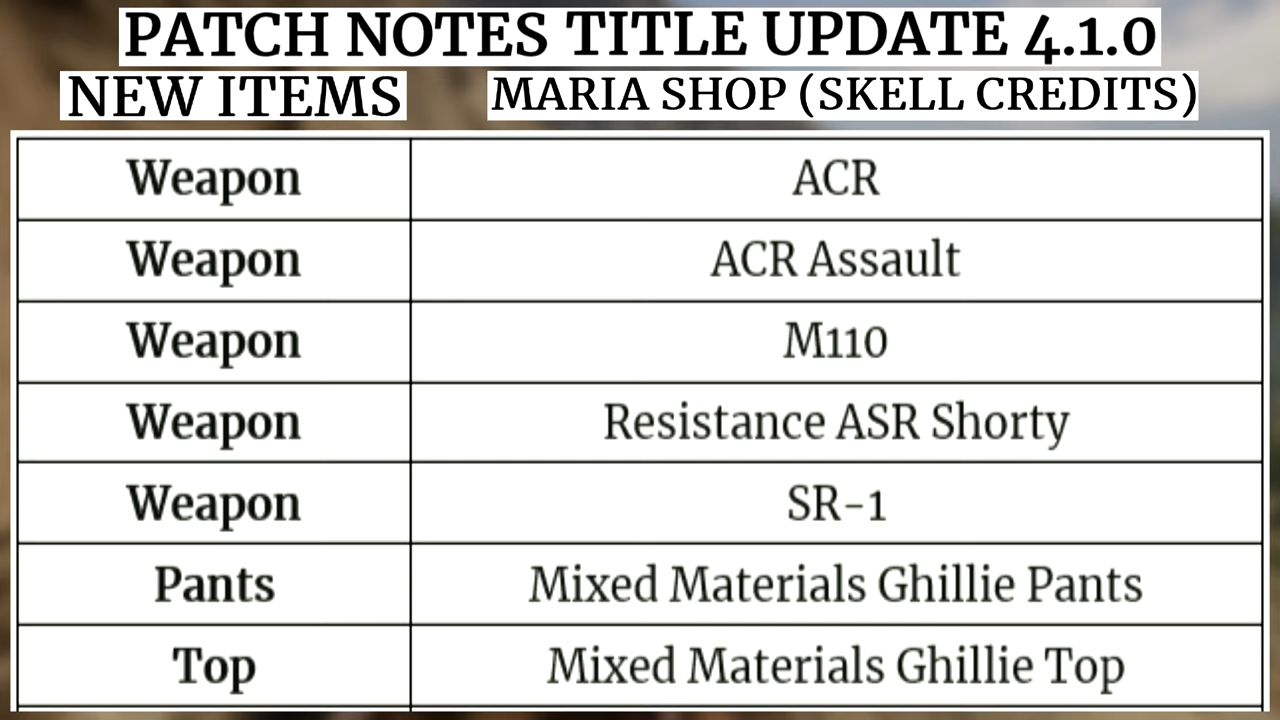 PATCH NOTES TITLE UPDATE 4.1.0
NEW ITEMS MARIA SHOP (SKELL CREDITS)
Weapon ACR
Weapon ACR Assault
Weapon M110
Weapon Resistance ASR Shorty
Weapon SR-1
Pants Mixed Materials Ghillie Pants
Top Mixed Materials Ghillie Top